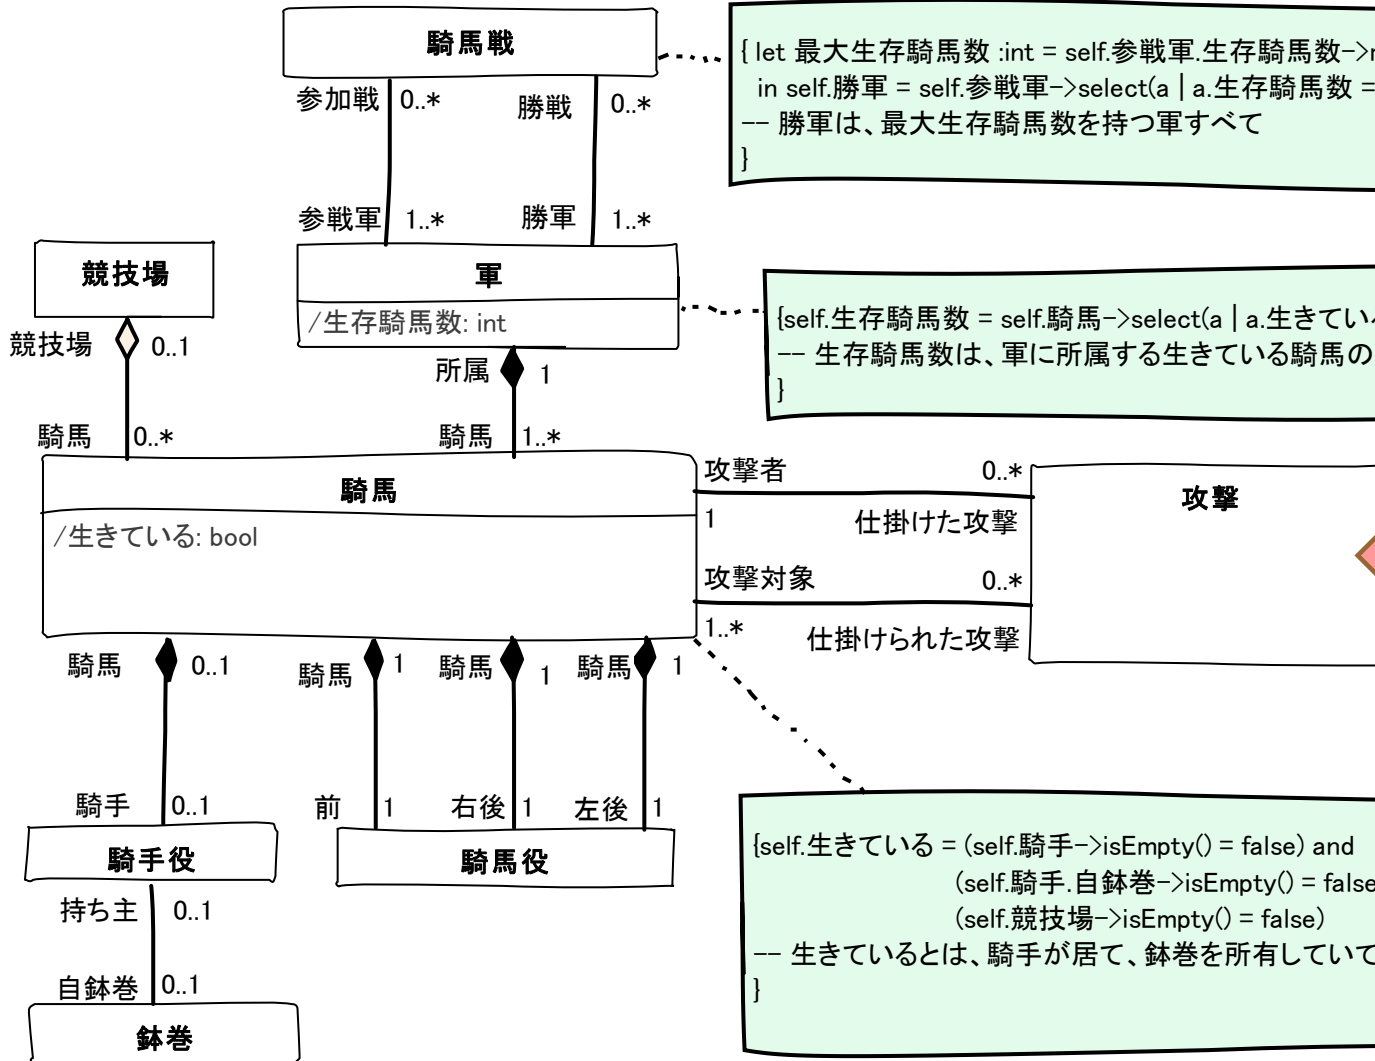 騎馬戦
{ let 最大生存騎馬数 :int = self.参戦軍.生存騎馬数->
in self.勝軍 = self.参戦軍->select(a | a.生存騎馬数 =
-- 勝軍は、最大生存騎馬数を持つ軍すべて
}
参加戦 0..* 勝戦 0..*
参戦軍 1..* 勝軍 1..*
競技場
軍
/生存騎馬数: int
{self.生存騎馬数 = self.騎馬->select(a | a.生きてい
-- 生存騎馬数は、軍に所属する生きている騎馬の
}
競技場 0..1
所属 1
騎馬 0..*
騎馬 1..*
騎馬
/生きている: bool
攻撃者 0..*
1 仕掛けた攻撃
攻撃
攻撃対象 0..*
1..* 仕掛けられた攻撃
騎馬 0..1
騎馬 1
騎馬 1
騎馬 1
騎手 0..1
前 1
右後 1
左後 1
騎手役
騎馬役
{self.生きている = (self.騎手->isEmpty() = false) and
(self.騎手.自鉢巻->isEmpty() = false
(self.競技場->isEmpty() = false)
-- 生きているとは、騎手が居て、鉢巻を所有していて
}
持ち主 0..1
自鉢巻 0..1
鉢巻